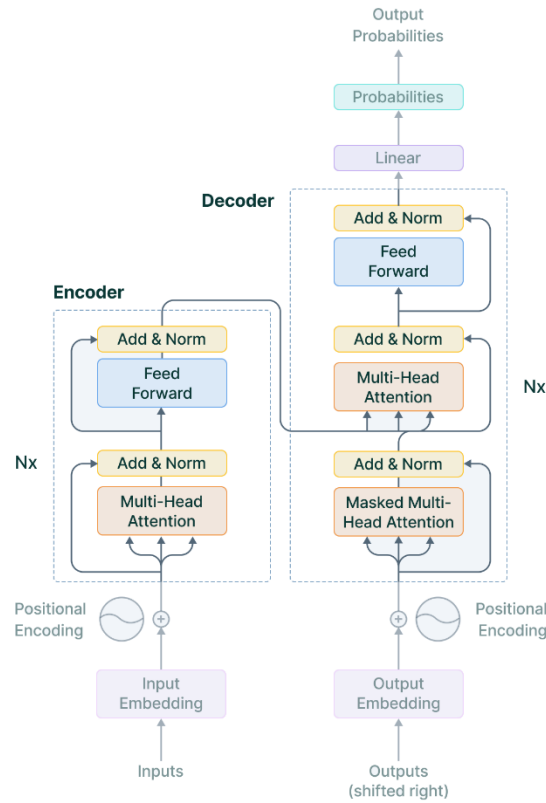 Output
Probabilities
Probabilities
Linear
Decoder
Add & Norm
Feed
Forward
Add & Norm
Multi-Head
Attention
Nx
Add & Norm
Masked Multi-
Head Attention
Encoder
Add & Norm
Feed
Forward
Nx
Add & Norm
Multi-Head
Attention
Positional
Encoding
Positional
Encoding
Input
Embedding
Output
Embedding
Inputs
Outputs
(shifted right)